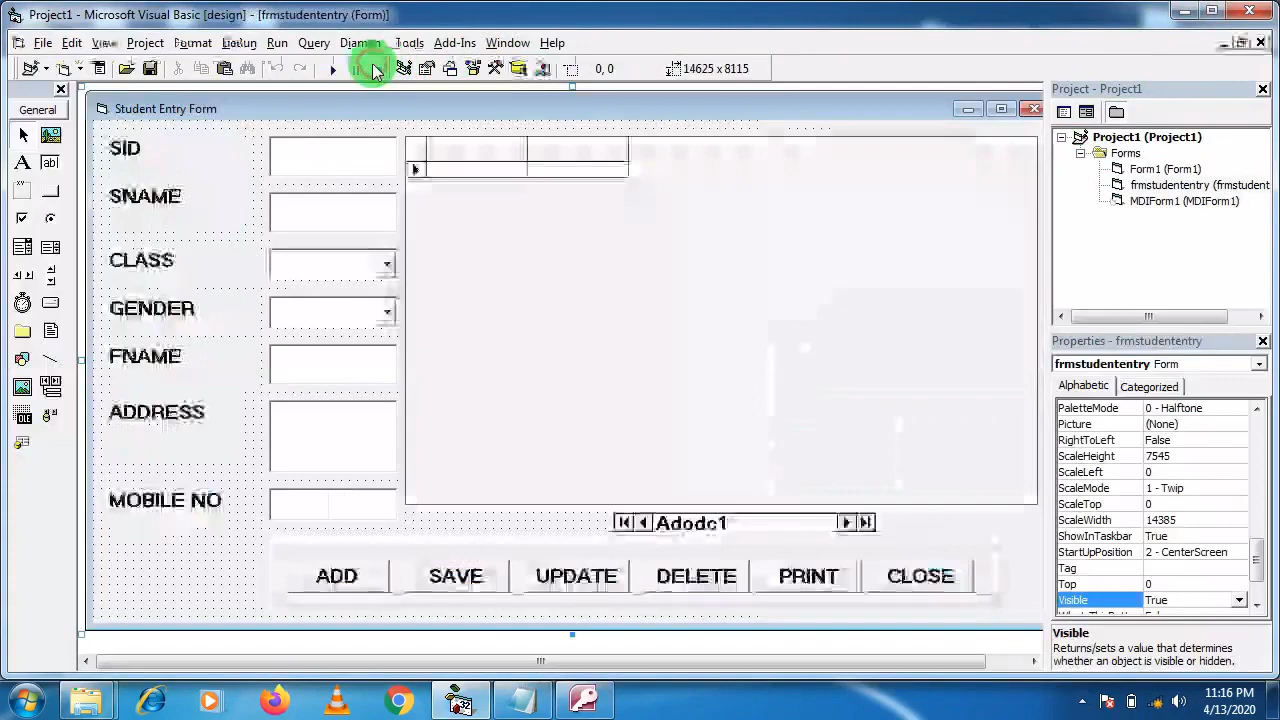 Project1 - Microsoft Visual Basic [design] - [frmstudententry (Form)]
File Edit View Project Format Debug Run Query Diagram Tools Add-Ins Window Help
0, 0 14625 x 8115
General
Student Entry Form
SID
SNAME
CLASS
GENDER
FNAME
ADDRESS
MOBILE NO
Adodc1
ADD SAVE UPDATE DELETE PRINT CLOSE
Project - Project1
Project1 (Project1)
Forms
Form1 (Form1)
frmstudententry (frmstudent
MDIForm1 (MDIForm1)
Properties - frmstudententry
frmstudententry Form
Alphabetic Categorized
PaletteMode 0 - Halftone
Picture (None)
RightToLeft False
ScaleHeight 7545
ScaleLeft 0
ScaleMode 1 - Twip
ScaleTop 0
ScaleWidth 14385
ShowInTaskbar True
StartUpPosition 2 - CenterScreen
Tag
Top 0
Visible True
Visible
Returns/sets a value that determines
whether an object is visible or hidden.
11:16 PM
4/13/2020